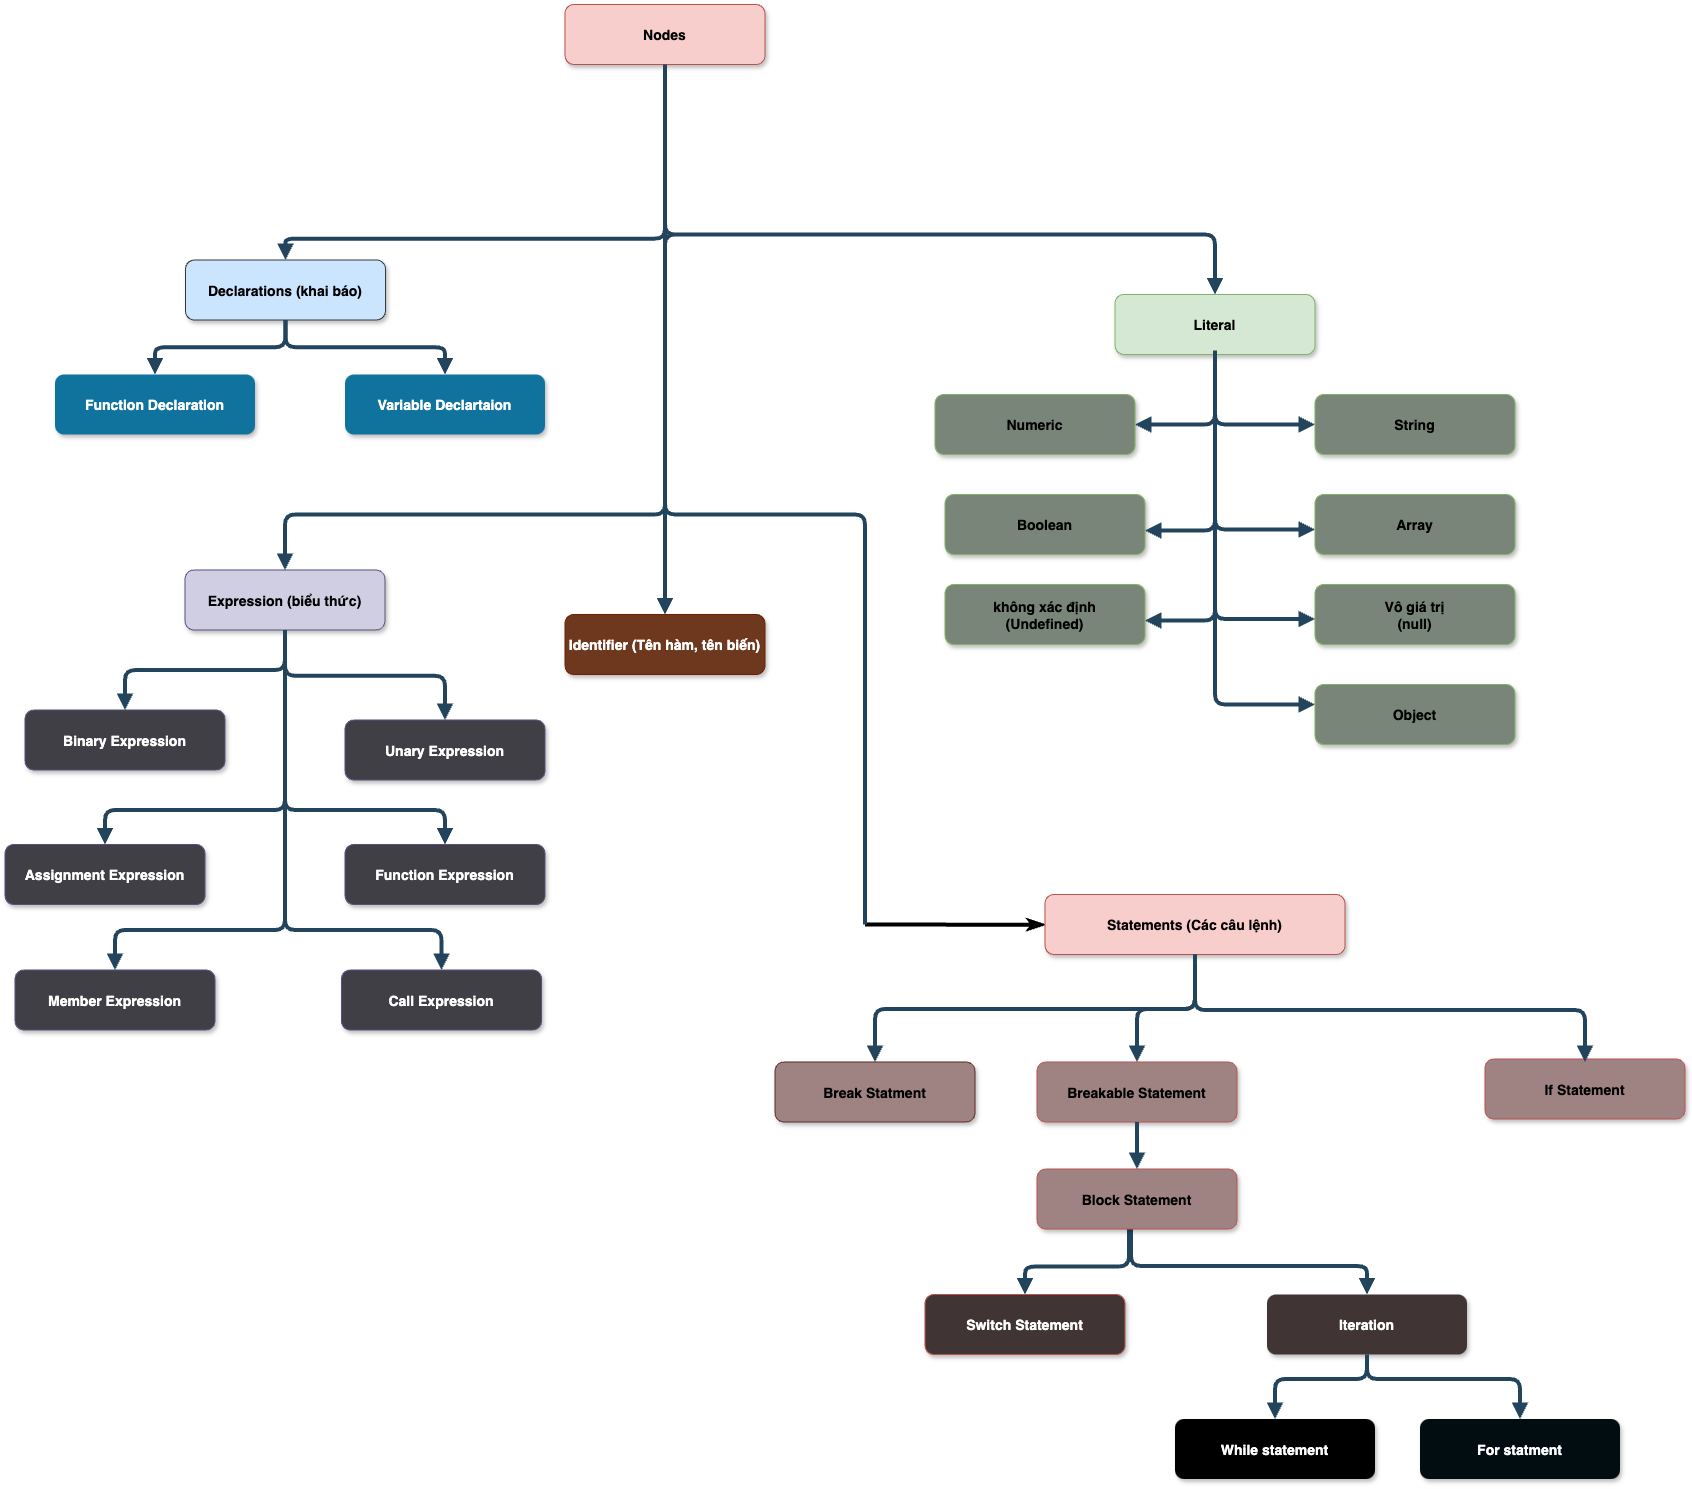 Nodes
Declarations (khai báo)
Function Declaration
Variable Declartaion
Literal
Numeric
String
Boolean
Array
không xác định
(Undefined)
Vô giá trị
(null)
Object
Expression (biểu thức)
Identifier (Tên hàm, tên biến)
Binary Expression
Unary Expression
Assignment Expression
Function Expression
Member Expression
Call Expression
Statements (Các câu lệnh)
Break Statment
Breakable Statement
If Statement
Block Statement
Switch Statement
Iteration
While statement
For statment